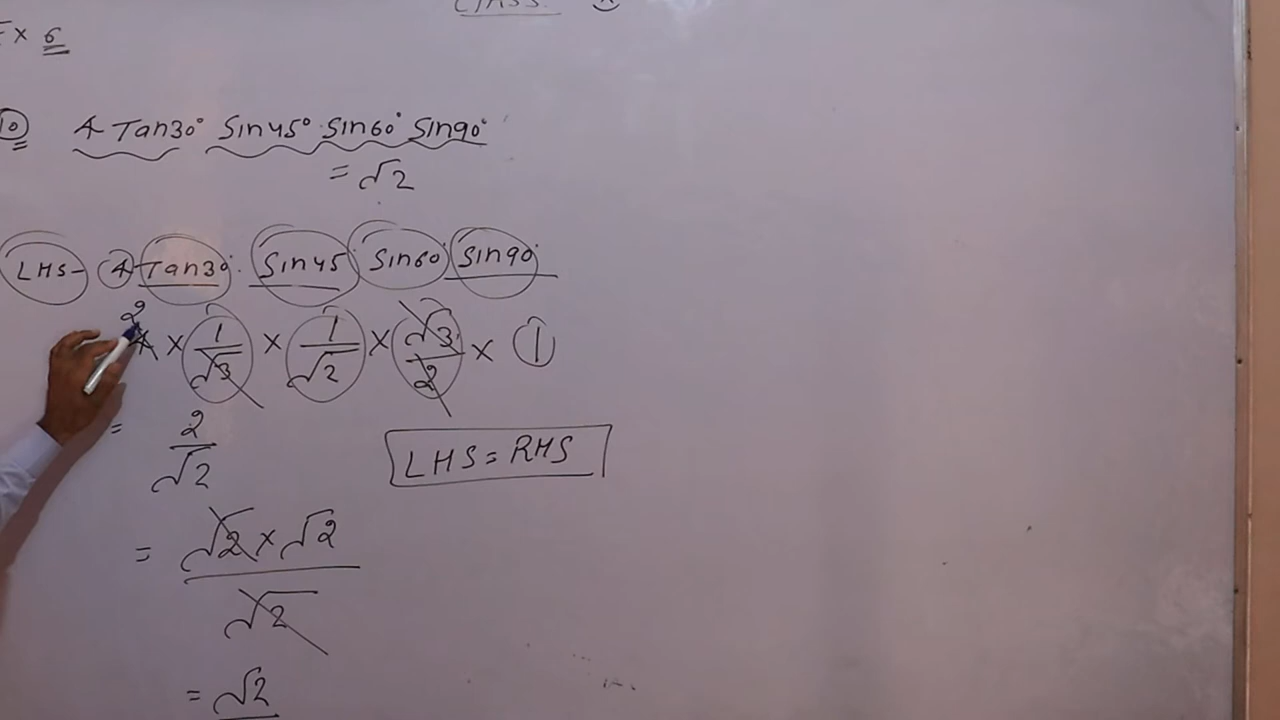 Ex 6
10 4 Tan30° Sin45° Sin60° Sin90°
= √2
LHS- 4 Tan30° Sin45 Sin60 Sin90°
2
4 × 1/√3 × 1/√2 × √3/2 × 1
= 2/√2
LHS = RHS
= √2 × √2 / √2
= √2